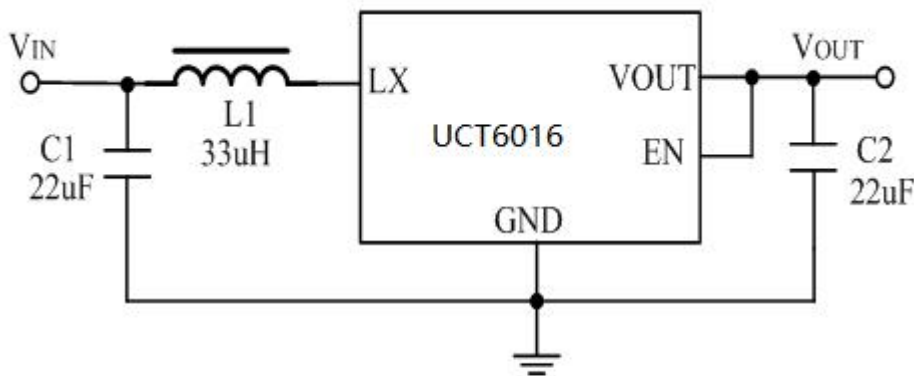 VIN
VOUT
LX
VOUT
L1
33uH
UCT6016
C1
22uF
EN
C2
22uF
GND